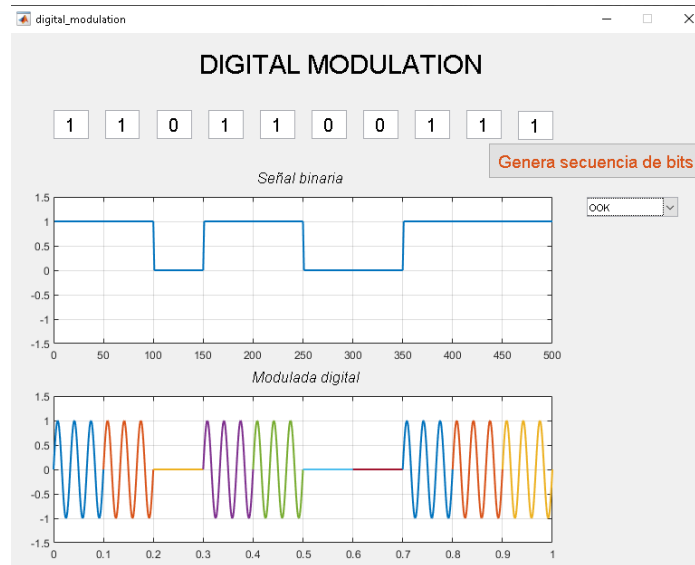 digital_modulation
DIGITAL MODULATION
1 1 0 1 1 0 0 1 1 1
Genera secuencia de bits
Señal binaria
OOK
1.5
1
0.5
0
-0.5
-1
-1.5
0 50 100 150 200 250 300 350 400 450 500
Modulada digital
1.5
1
0.5
0
-0.5
-1
-1.5
0 0.1 0.2 0.3 0.4 0.5 0.6 0.7 0.8 0.9 1